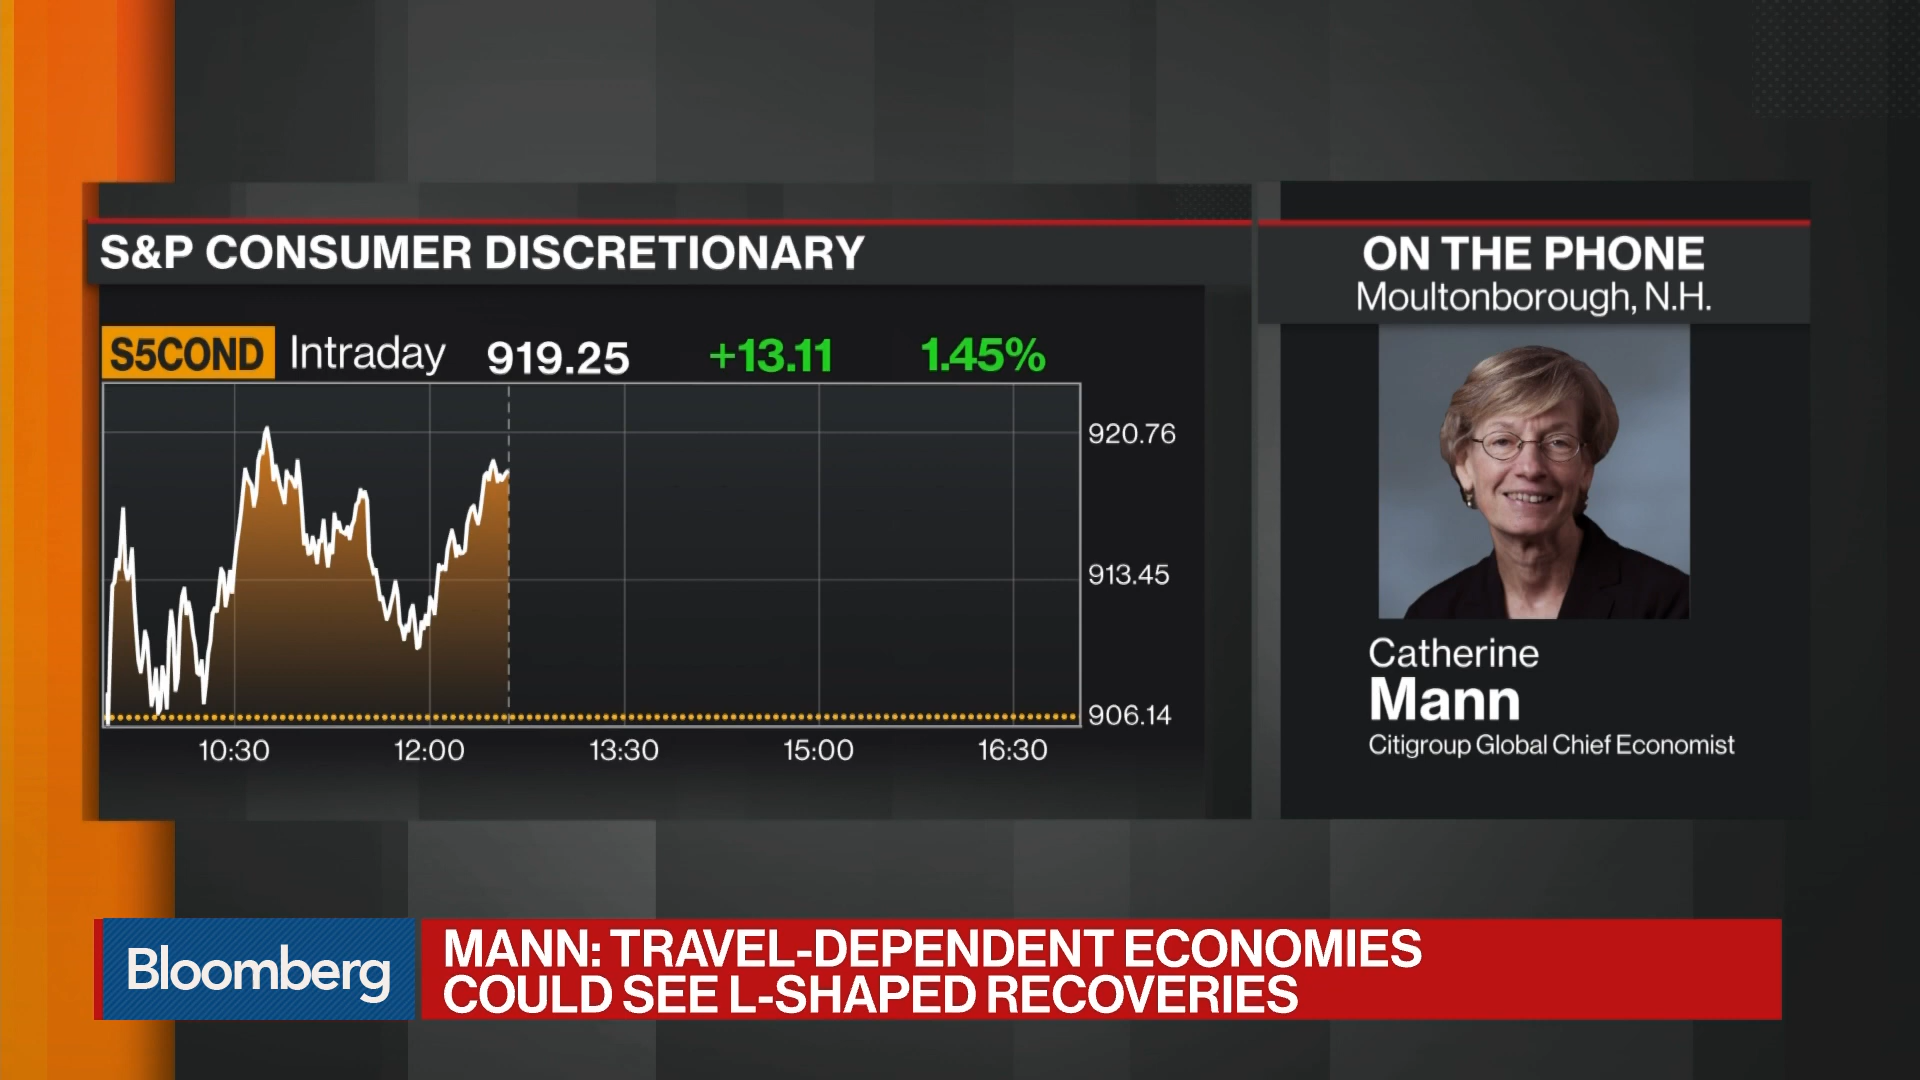 S&P CONSUMER DISCRETIONARY
S5COND Intraday 919.25 +13.11 1.45%
920.76
913.45
906.14
10:30 12:00 13:30 15:00 16:30
ON THE PHONE
Moultonborough, N.H.
Catherine
Mann
Citigroup Global Chief Economist
Bloomberg
MANN: TRAVEL-DEPENDENT ECONOMIES
COULD SEE L-SHAPED RECOVERIES